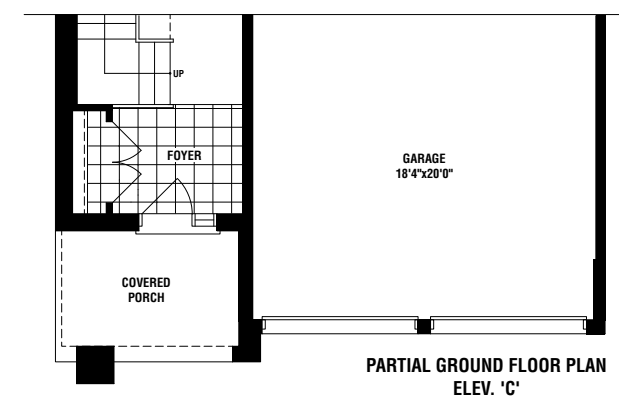 UP
FOYER
GARAGE
18'4"x20'0"
COVERED
PORCH
PARTIAL GROUND FLOOR PLAN
ELEV. 'C'